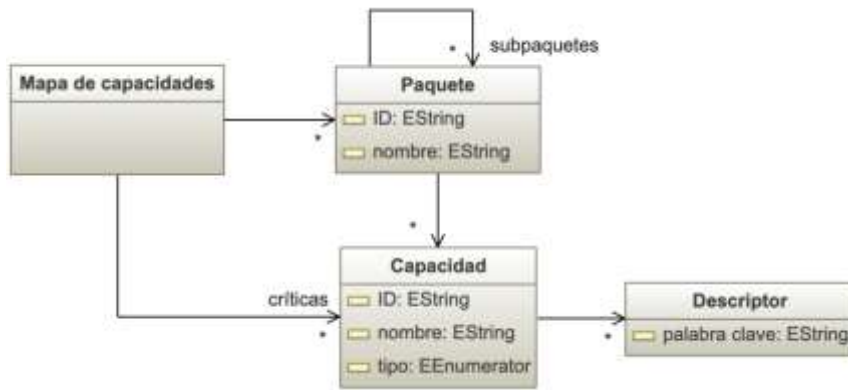 *
subpaquetes
Mapa de capacidades
Paquete
ID: EString
nombre: EString
*
*
Capacidad
críticas
*
ID: EString
nombre: EString
tipo: EEnumerator
Descriptor
*
palabra clave: EString